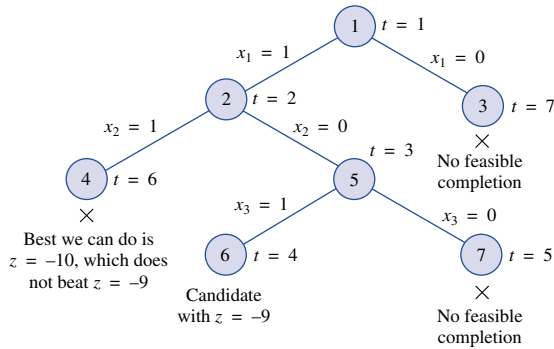 1 t = 1
x1 = 1
x1 = 0
2 t = 2
3 t = 7
x2 = 1
x2 = 0
No feasible
completion
t = 3
4 t = 6
5
x3 = 1
x3 = 0
Best we can do is
z = –10, which does
not beat z = –9
6 t = 4
7 t = 5
Candidate
with z = –9
No feasible
completion